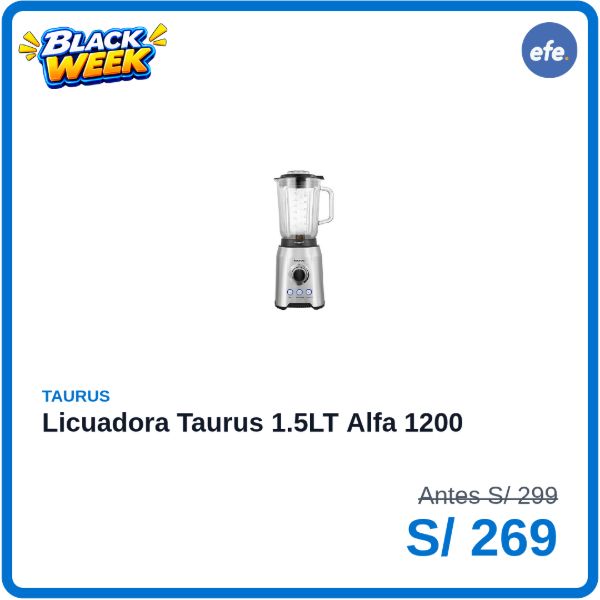 BLACK
WEEK
efe.
TAURUS
Licuadora Taurus 1.5LT Alfa 1200
Antes S/ 299
S/ 269